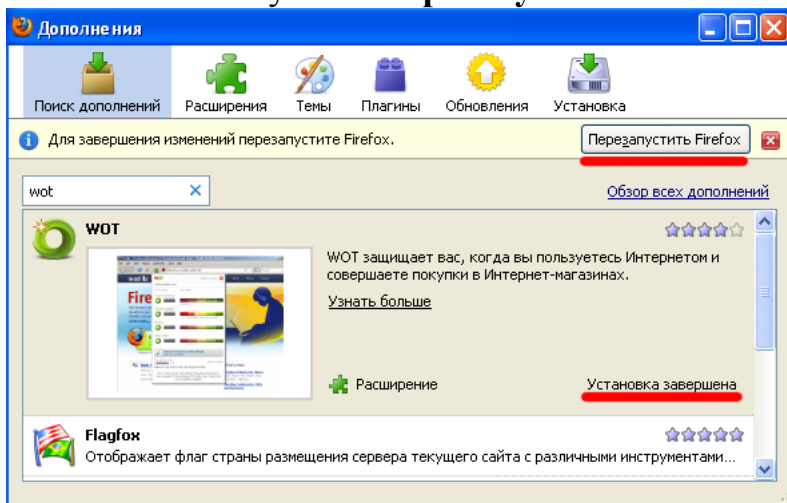 Дополнения
Поиск дополнений Расширения Темы Плагины Обновления Установка
Для завершения изменений перезапустите Firefox. Перезапустить Firefox
wot Обзор всех дополнений
WOT
WOT защищает вас, когда вы пользуетесь Интернетом и
совершаете покупки в Интернет-магазинах.
Узнать больше
Расширение Установка завершена
Flagfox
Отображает флаг страны размещения сервера текущего сайта с различными инструментами...